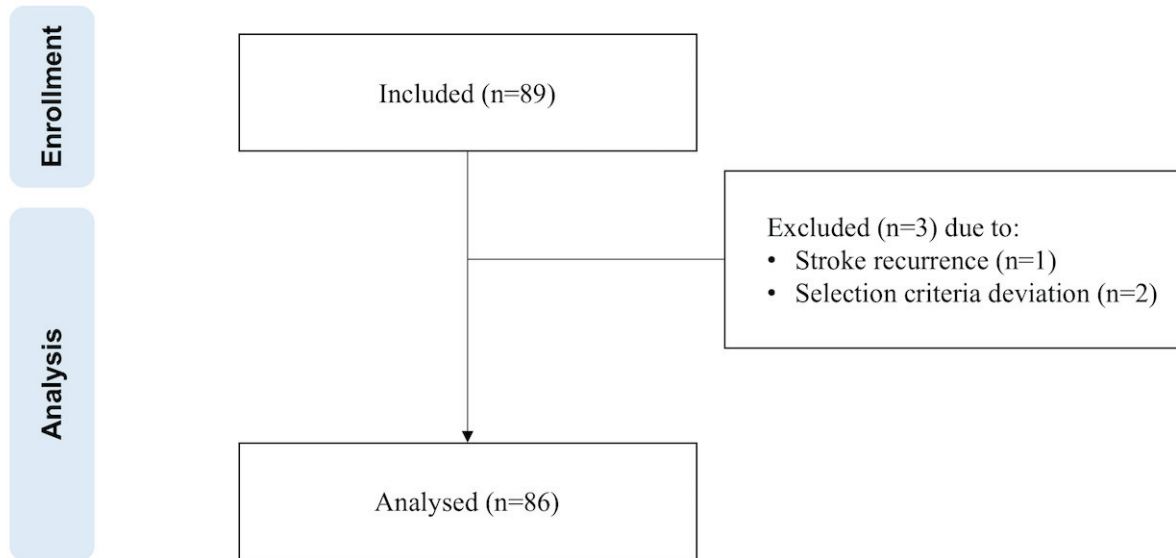 Enrollment
Included (n=89)
Excluded (n=3) due to:
• Stroke recurrence (n=1)
• Selection criteria deviation (n=2)
Analysis
Analysed (n=86)